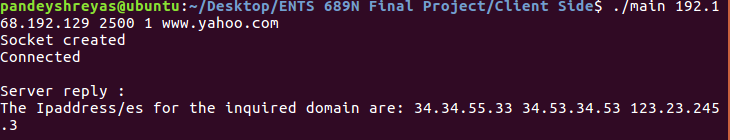 pandeyshreyas@ubuntu:~/Desktop/ENTS 689N Final Project/Client Side$ ./main 192.1
68.192.129 2500 1 www.yahoo.com
Socket created
Connected
Server reply :
The Ipaddress/es for the inquired domain are: 34.34.55.33 34.53.34.53 123.23.245
.3